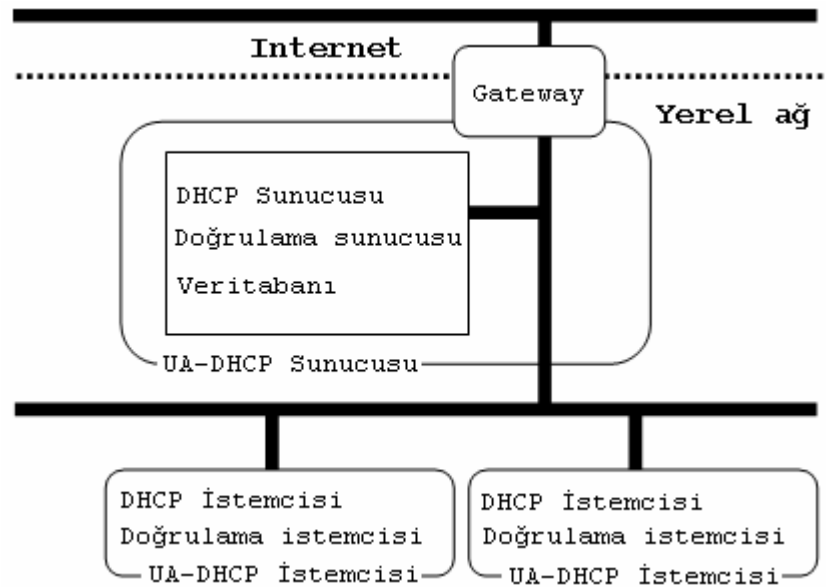 Internet
Gateway
Yerel ağ
DHCP Sunucusu
Doğrulama sunucusu
Veritabanı
UA-DHCP Sunucusu
DHCP İstemcisi
Doğrulama istemcisi
UA-DHCP İstemcisi
DHCP İstemcisi
Doğrulama istemcisi
UA-DHCP İstemcisi